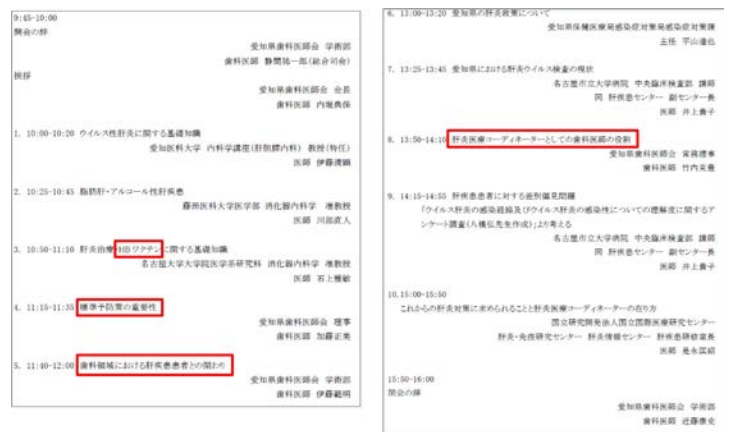 9:45-10:00
開会の辞
愛知県歯科医師会 学術部
歯科医師 静間祐一郎(総合司会)
挨拶
愛知県歯科医師会 会長
歯科医師 内堀典保
1. 10:00-10:20 ウイルス性肝炎に関する基礎知識
愛知医科大学 内科学講座(肝胆膵内科) 教授(特任)
医師 伊藤清顕
2. 10:25-10:45 脂肪肝・アルコール性肝疾患
藤田医科大学医学部 消化器内科学 准教授
医師 川部直人
3. 10:50-11:10 肝炎治療・HBワクチンに関する基礎知識
名古屋大学大学院医学系研究科 消化器内科学 准教授
医師 石上雅敏
4. 11:15-11:35 標準予防策の重要性
愛知県歯科医師会 理事
歯科医師 加藤正美
5. 11:40-12:00 歯科領域における肝疾患患者との関わり
愛知県歯科医師会 学術部
歯科医師 伊藤範明
6. 13:00-13:20 愛知県の肝炎政策について
愛知県保健医療局感染症対策局感染症対策課
主任 平山達也
7. 13:25-13:45 愛知県における肝炎ウイルス検査の現状
名古屋市立大学病院 中央臨床検査部 講師
同 肝疾患センター 副センター長
医師 井上貴子
8. 13:50-14:10 肝炎医療コーディネーターとしての歯科医師の役割
愛知県歯科医師会 常務理事
歯科医師 竹内克豊
9. 14:15-14:55 肝疾患患者に対する差別偏見問題
「ウイルス肝炎の感染経路及びウイルス肝炎の感染性についての理解度に関するア
ンケート調査(八橋弘先生作成)」より考える
名古屋市立大学病院 中央臨床検査部 講師
同 肝疾患センター 副センター長
医師 井上貴子
10. 15:00-15:50
これからの肝炎対策に求められることと肝炎医療コーディネーターの在り方
国立研究開発法人国立国際医療研究センター
肝炎・免疫研究センター 肝炎情報センター 肝疾患研修室長
医師 是永匡紹
15:50-16:00
閉会の辞
愛知県歯科医師会 学術部
歯科医師 近藤康史